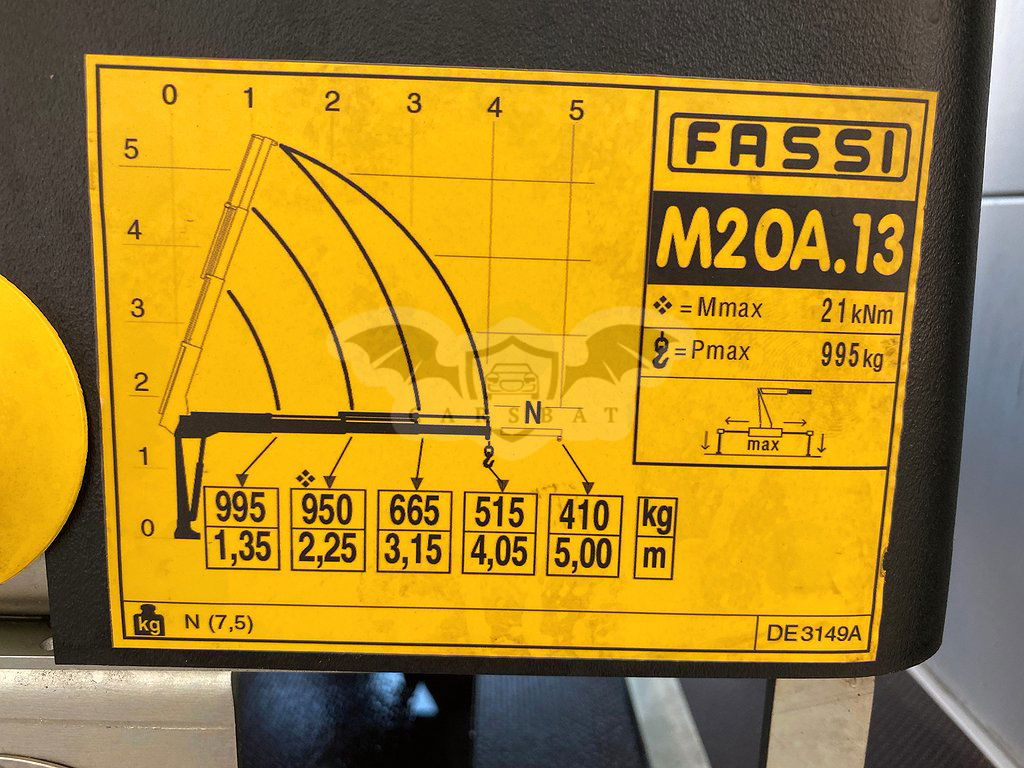 0 1 2 3 4 5
5
4
3
2
1
0
FASSI
M20A.13
❖ = Mmax 21 kNm
= Pmax 995 kg
max
CARSBAT
N
❖
995 950 665 515 410 kg
1,35 2,25 3,15 4,05 5,00 m
kg N (7,5)
DE3149A